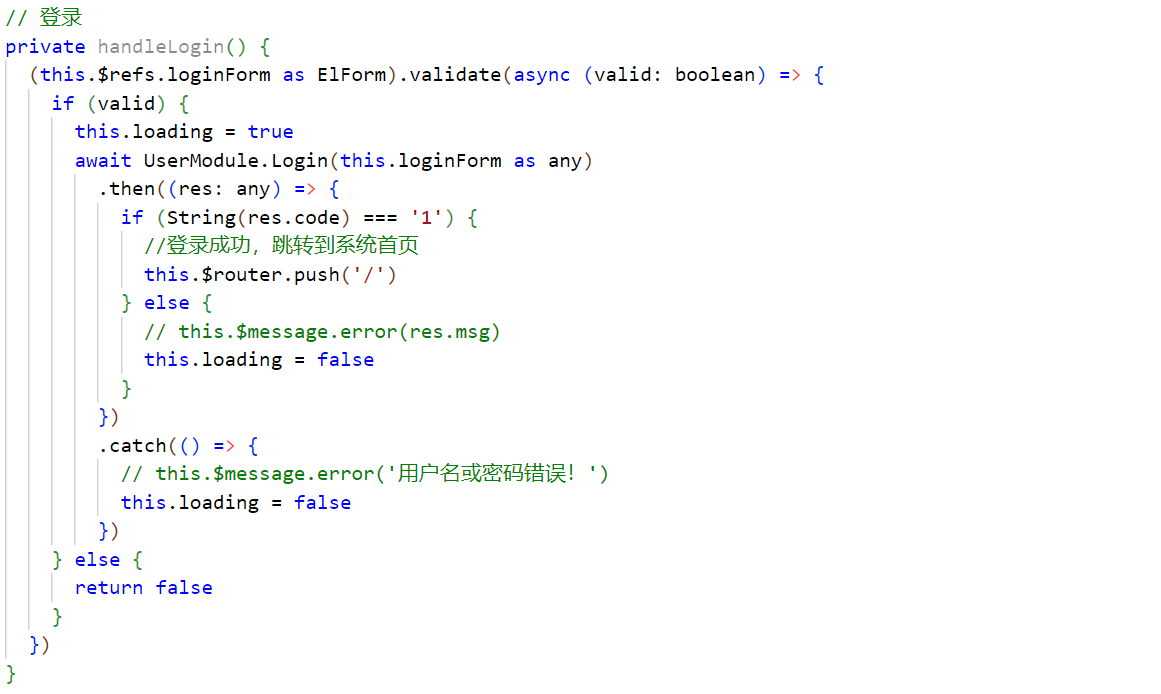 // 登录
private handleLogin() {
  (this.$refs.loginForm as ElForm).validate(async (valid: boolean) => {
    if (valid) {
      this.loading = true
      await UserModule.Login(this.loginForm as any)
        .then((res: any) => {
          if (String(res.code) === '1') {
            //登录成功，跳转到系统首页
            this.$router.push('/')
          } else {
            // this.$message.error(res.msg)
            this.loading = false
          }
        })
        .catch(() => {
          // this.$message.error('用户名或密码错误！')
          this.loading = false
        })
    } else {
      return false
    }
  })
}